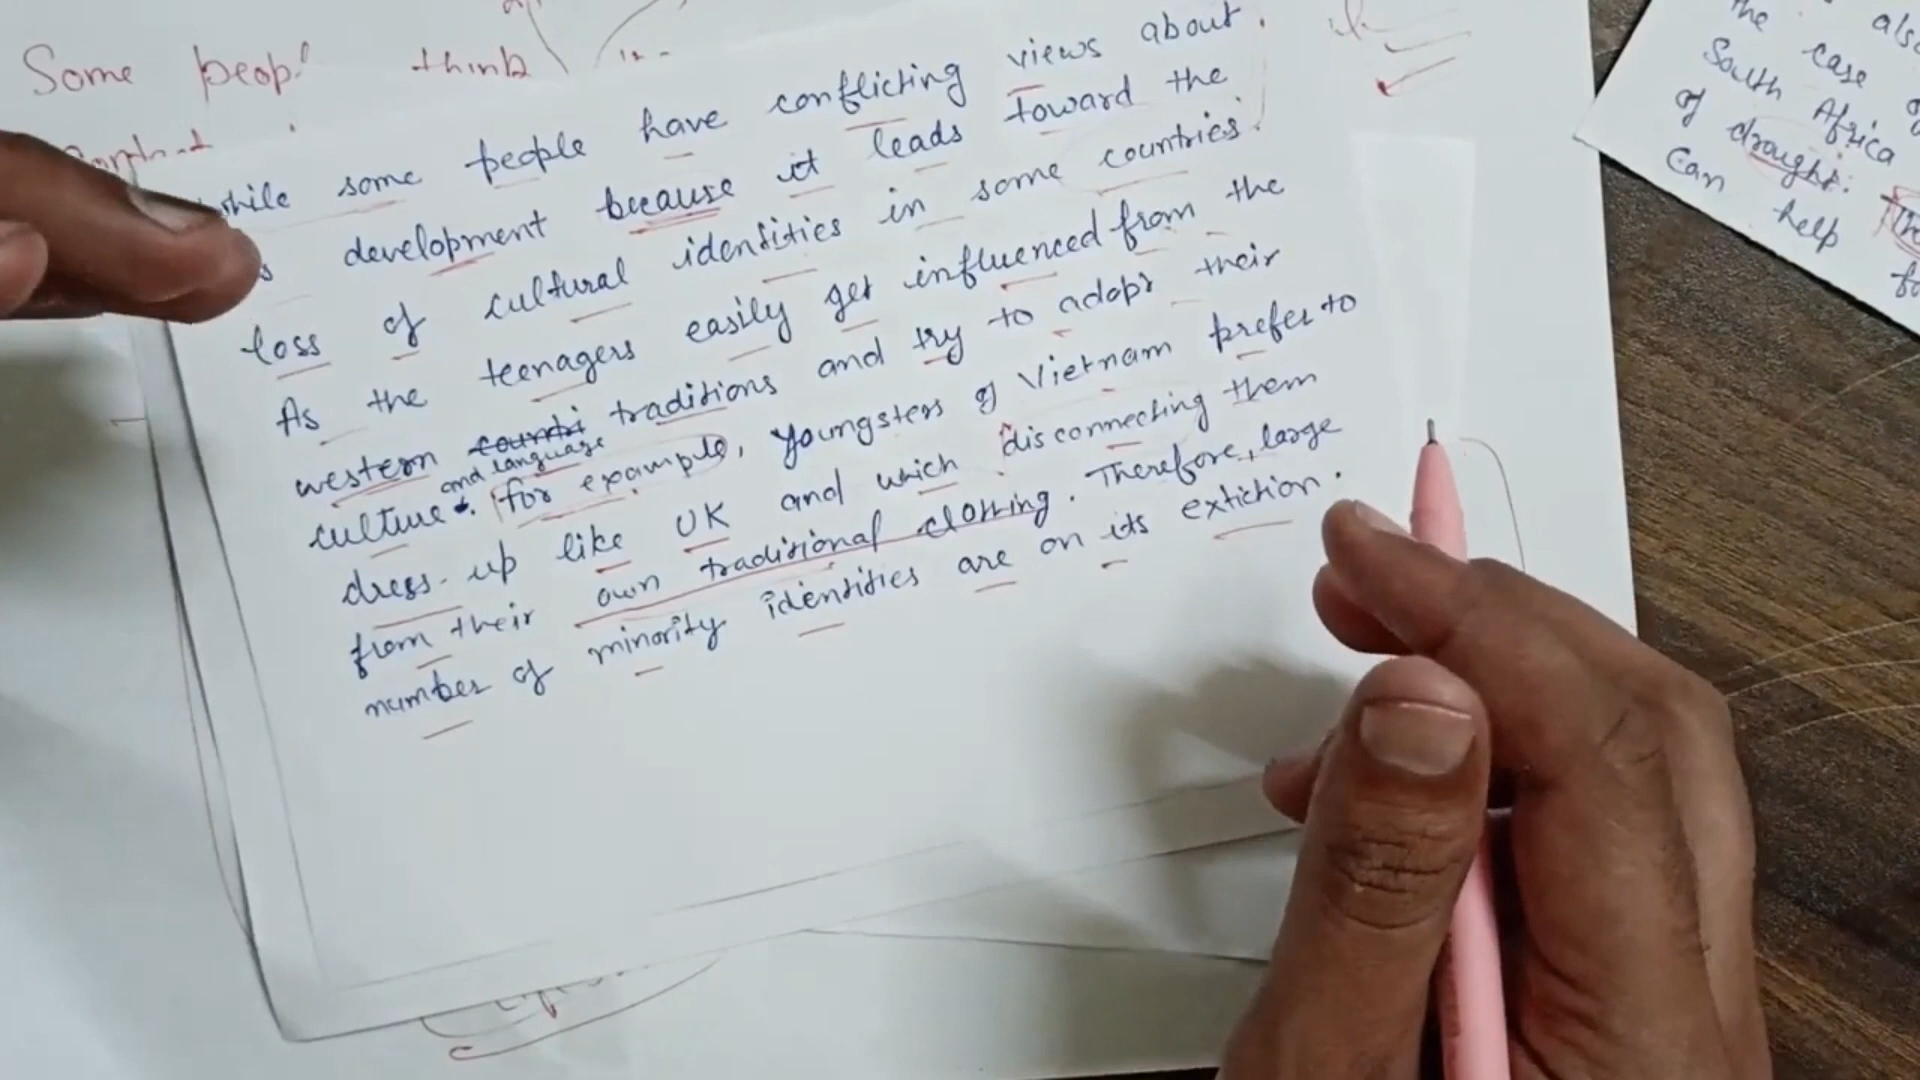 Some think
while some people have conflicting views about
development because it leads toward the
loss of cultural identities in some countries.
As the teenagers easily get influenced from the
western traditions and try to adopt their
and language
culture. for example, youngsters of Vietnam prefer to
dress up like UK and which disconnecting them
from their own traditional clothing. Therefore, large
number of minority identities are on its extiction.
also
the case
South Africa
of drought.
Can help